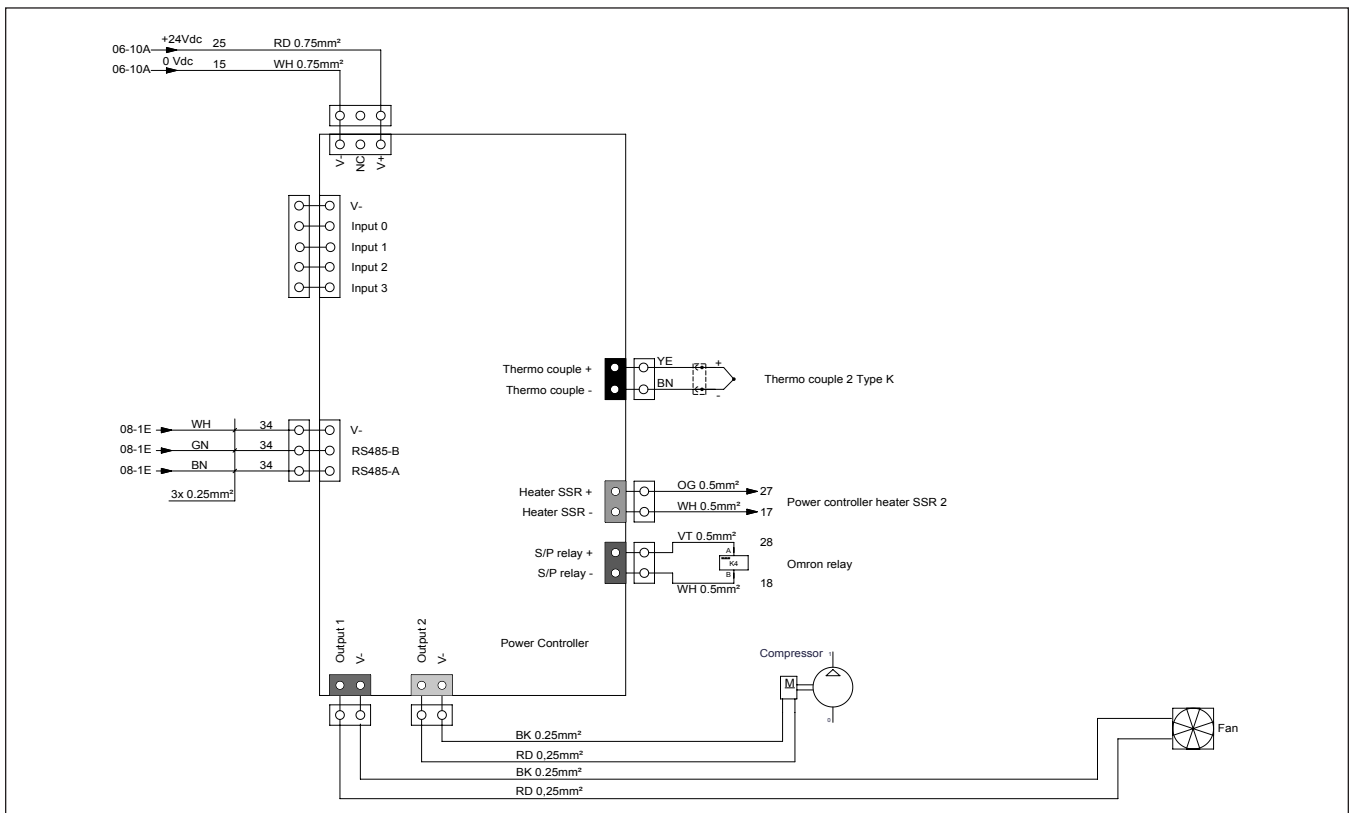 +24Vdc 25 RD 0.75mm²
06-10A
0 Vdc 15 WH 0.75mm²
06-10A
V-
NC
V+
V-
Input 0
Input 1
Input 2
Input 3
YE +
Thermo couple +
Thermo couple 2 Type K
BN
Thermo couple -
-
08-1E WH 34 V-
08-1E GN 34 RS485-B
08-1E BN 34 RS485-A
3x 0.25mm²
Heater SSR + OG 0.5mm² 27
Power controller heater SSR 2
Heater SSR - WH 0.5mm² 17
VT 0.5mm² 28
S/P relay + A
K4 Omron relay
S/P relay - B
WH 0.5mm² 18
Output 1
V-
Output 2
V-
Power Controller
Compressor 1
M
0
Fan
BK 0.25mm²
RD 0,25mm²
BK 0.25mm²
RD 0,25mm²